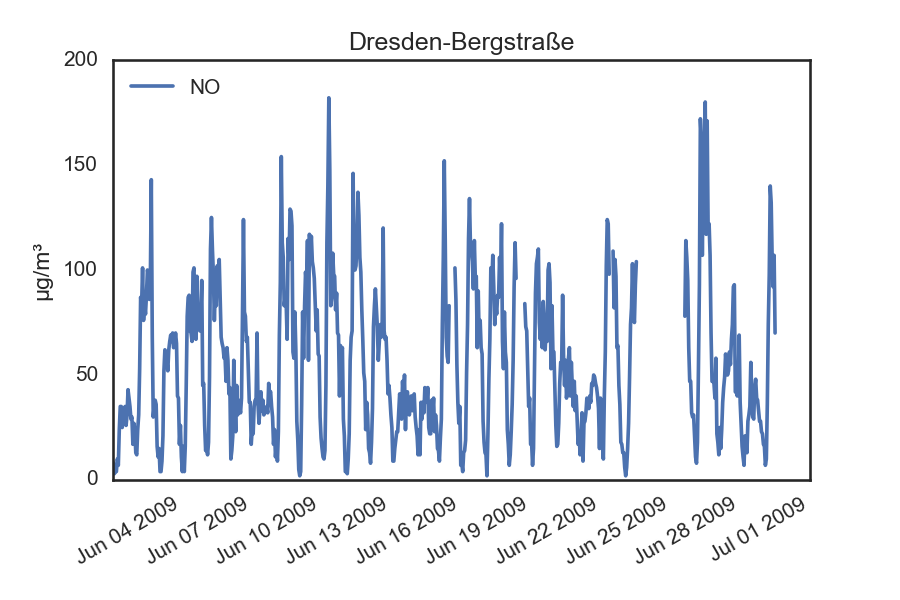 Dresden-Bergstraße
NO
µg/m³
200
150
100
50
0
Jun 04 2009
Jun 07 2009
Jun 10 2009
Jun 13 2009
Jun 16 2009
Jun 19 2009
Jun 22 2009
Jun 25 2009
Jun 28 2009
Jul 01 2009